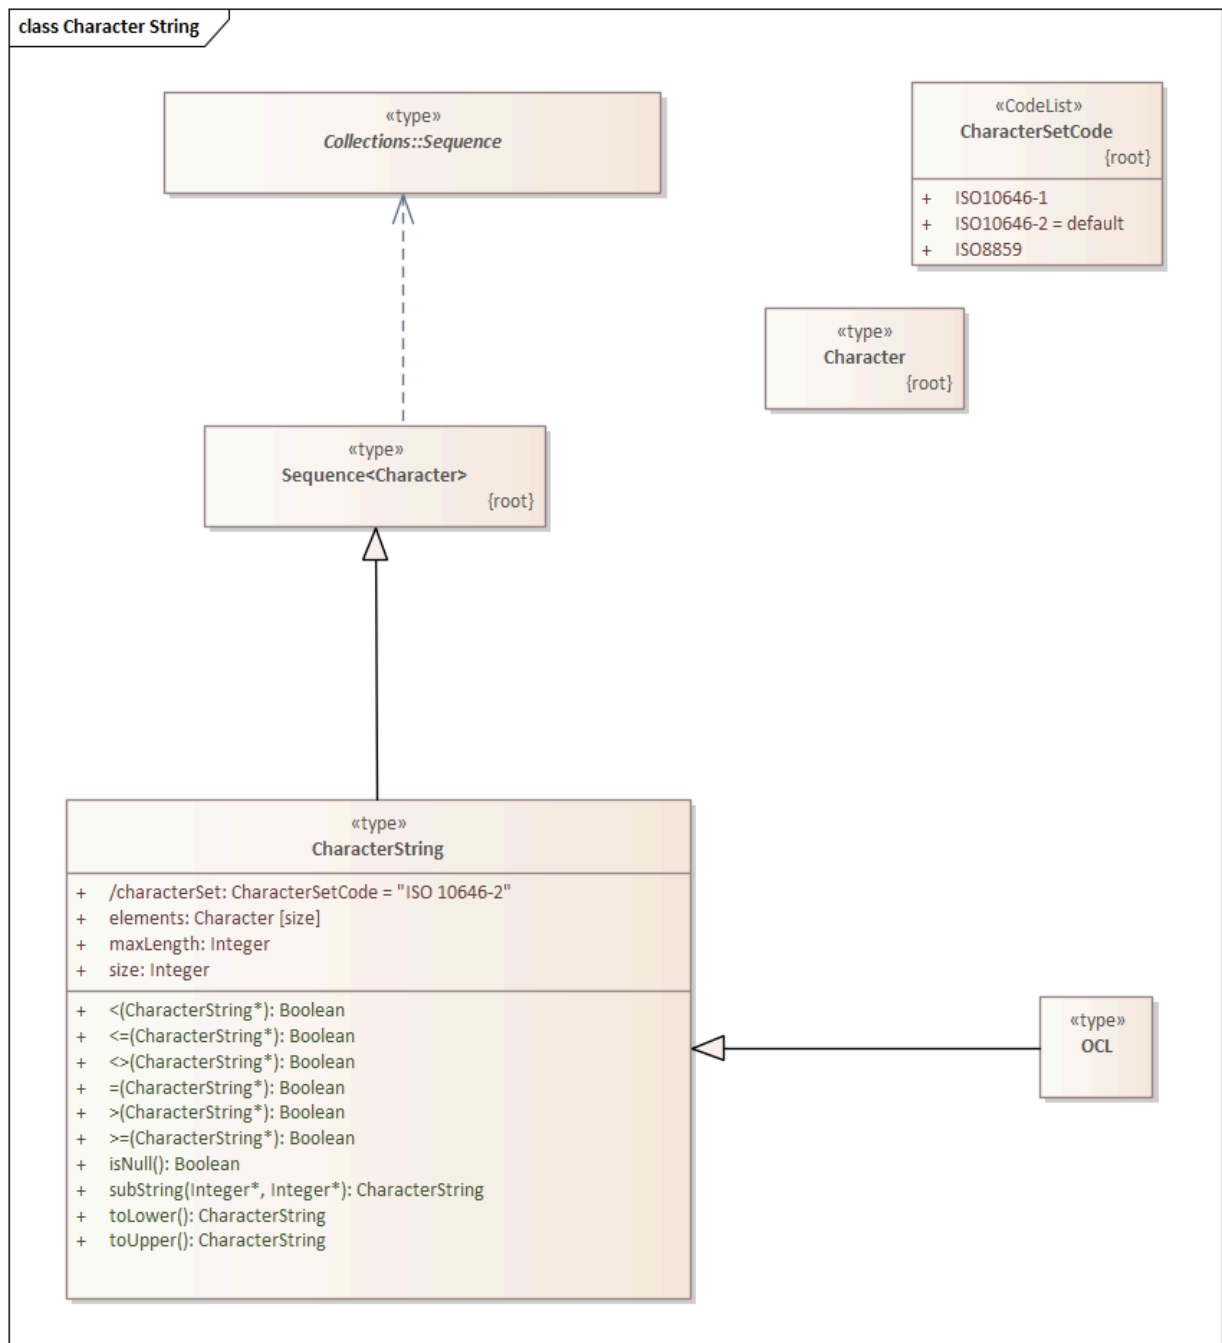 class Character String
«type»
Collections::Sequence
«CodeList»
CharacterSetCode
{root}
+ ISO10646-1
+ ISO10646-2 = default
+ ISO8859
«type»
Character
{root}
«type»
Sequence<Character>
{root}
«type»
CharacterString
+ /characterSet: CharacterSetCode = "ISO 10646-2"
+ elements: Character [size]
+ maxLength: Integer
+ size: Integer
+ <(CharacterString*): Boolean
+ <=(CharacterString*): Boolean
+ <>(CharacterString*): Boolean
+ =(CharacterString*): Boolean
+ >(CharacterString*): Boolean
+ >=(CharacterString*): Boolean
+ isNull(): Boolean
+ subString(Integer*, Integer*): CharacterString
+ toLower(): CharacterString
+ toUpper(): CharacterString
«type»
OCL